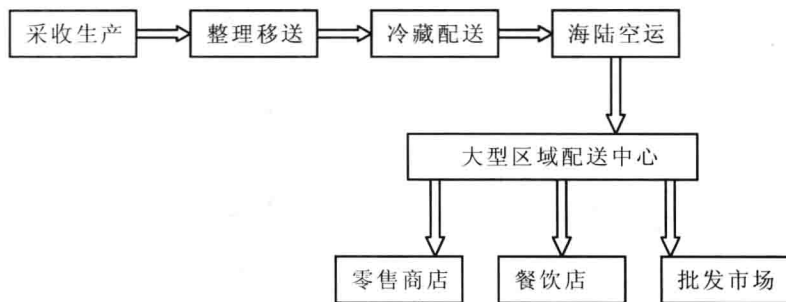 采收生产
整理移送
冷藏配送
海陆空运
大型区域配送中心
零售商店
餐饮店
批发市场